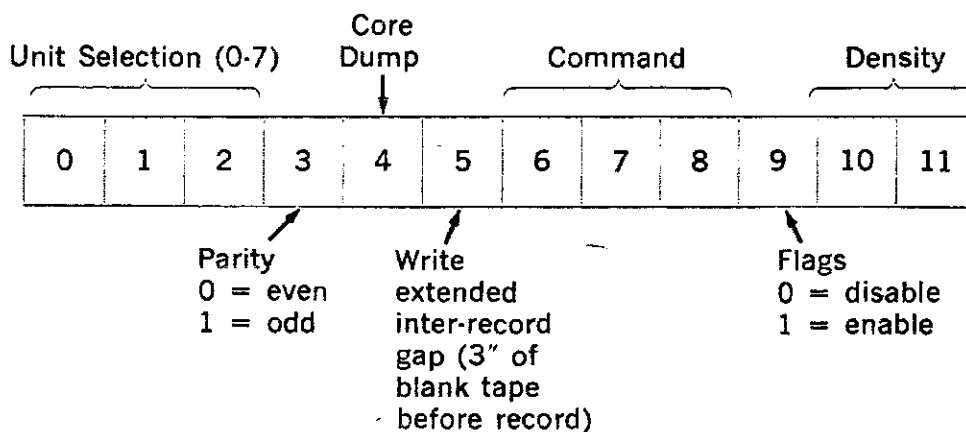 Core
Unit Selection (0-7) Dump Command Density
0 1 2 3 4 5 6 7 8 9 10 11
Parity
0 = even
1 = odd
Write
extended
inter-record
gap (3" of
blank tape
before record)
Flags
0 = disable
1 = enable